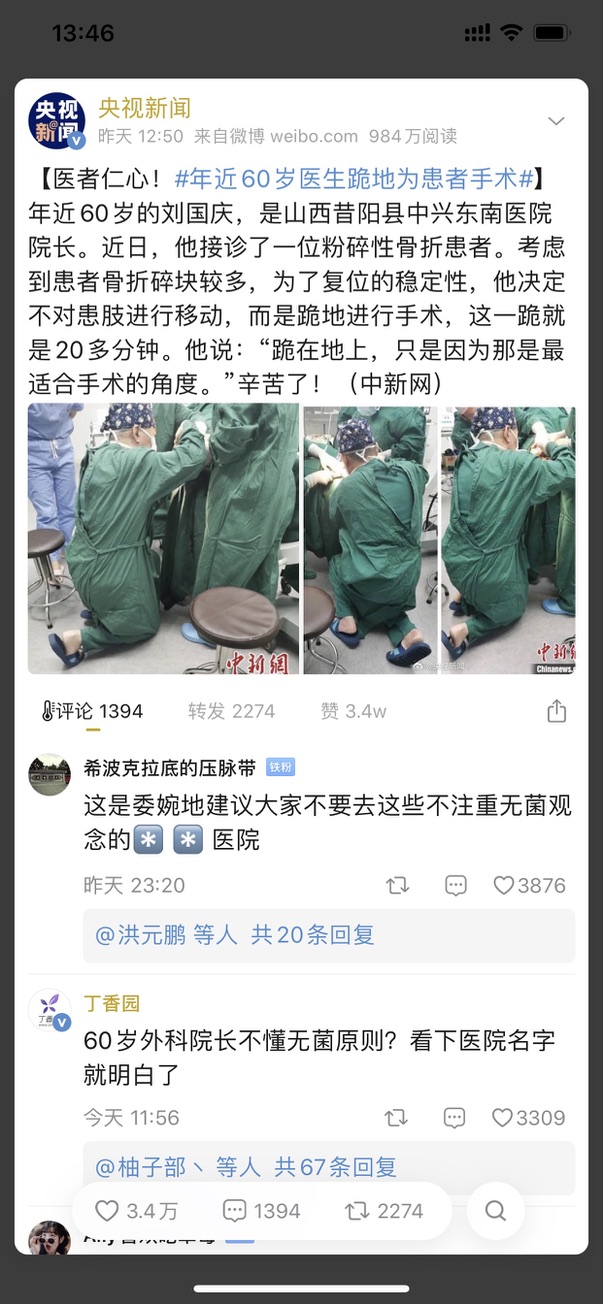 13:46
央视新闻
央视
新闻
昨天 12:50 来自微博 weibo.com 984万阅读
【医者仁心！#年近60岁医生跪地为患者手术#】
年近60岁的刘国庆，是山西昔阳县中兴东南医院
院长。近日，他接诊了一位粉碎性骨折患者。考虑
到患者骨折碎块较多，为了复位的稳定性，他决定
不对患肢进行移动，而是跪地进行手术，这一跪就
是20多分钟。他说：“跪在地上，只是因为那是最
适合手术的角度。”辛苦了！（中新网）
中新網
Chinanews.c
评论 1394 转发 2274 赞 3.4w
希波克拉底的压脉带 铁粉
这是委婉地建议大家不要去这些不注重无菌观
念的＊＊医院
昨天 23:20 3876
@洪元鹏 等人 共20条回复
丁香园
60岁外科院长不懂无菌原则？看下医院名字
就明白了
今天 11:56 3309
@柚子部丶 等人 共67条回复
3.4万 1394 2274